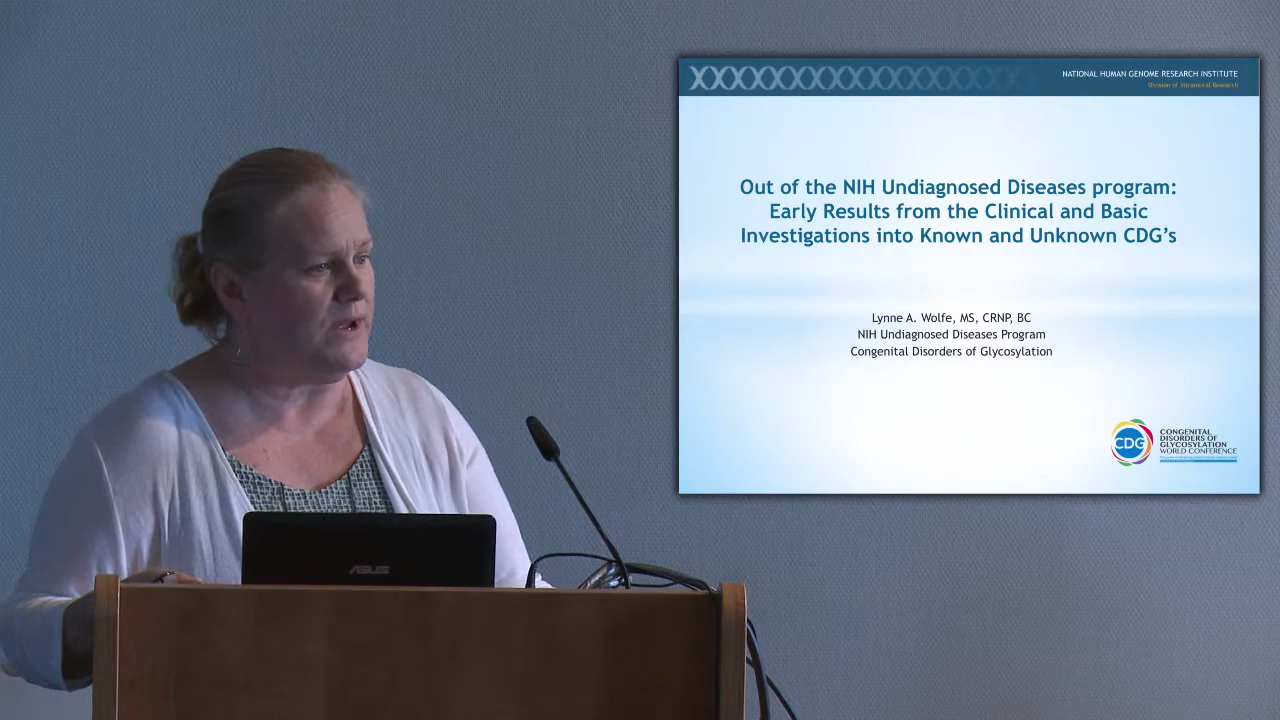 NATIONAL HUMAN GENOME RESEARCH INSTITUTE
Division of Intramural Research
Out of the NIH Undiagnosed Diseases program:
Early Results from the Clinical and Basic
Investigations into Known and Unknown CDG's
Lynne A. Wolfe, MS, CRNP, BC
NIH Undiagnosed Diseases Program
Congenital Disorders of Glycosylation
CDG
CONGENITAL
DISORDERS OF
GLYCOSYLATION
WORLD CONFERENCE
ASUS